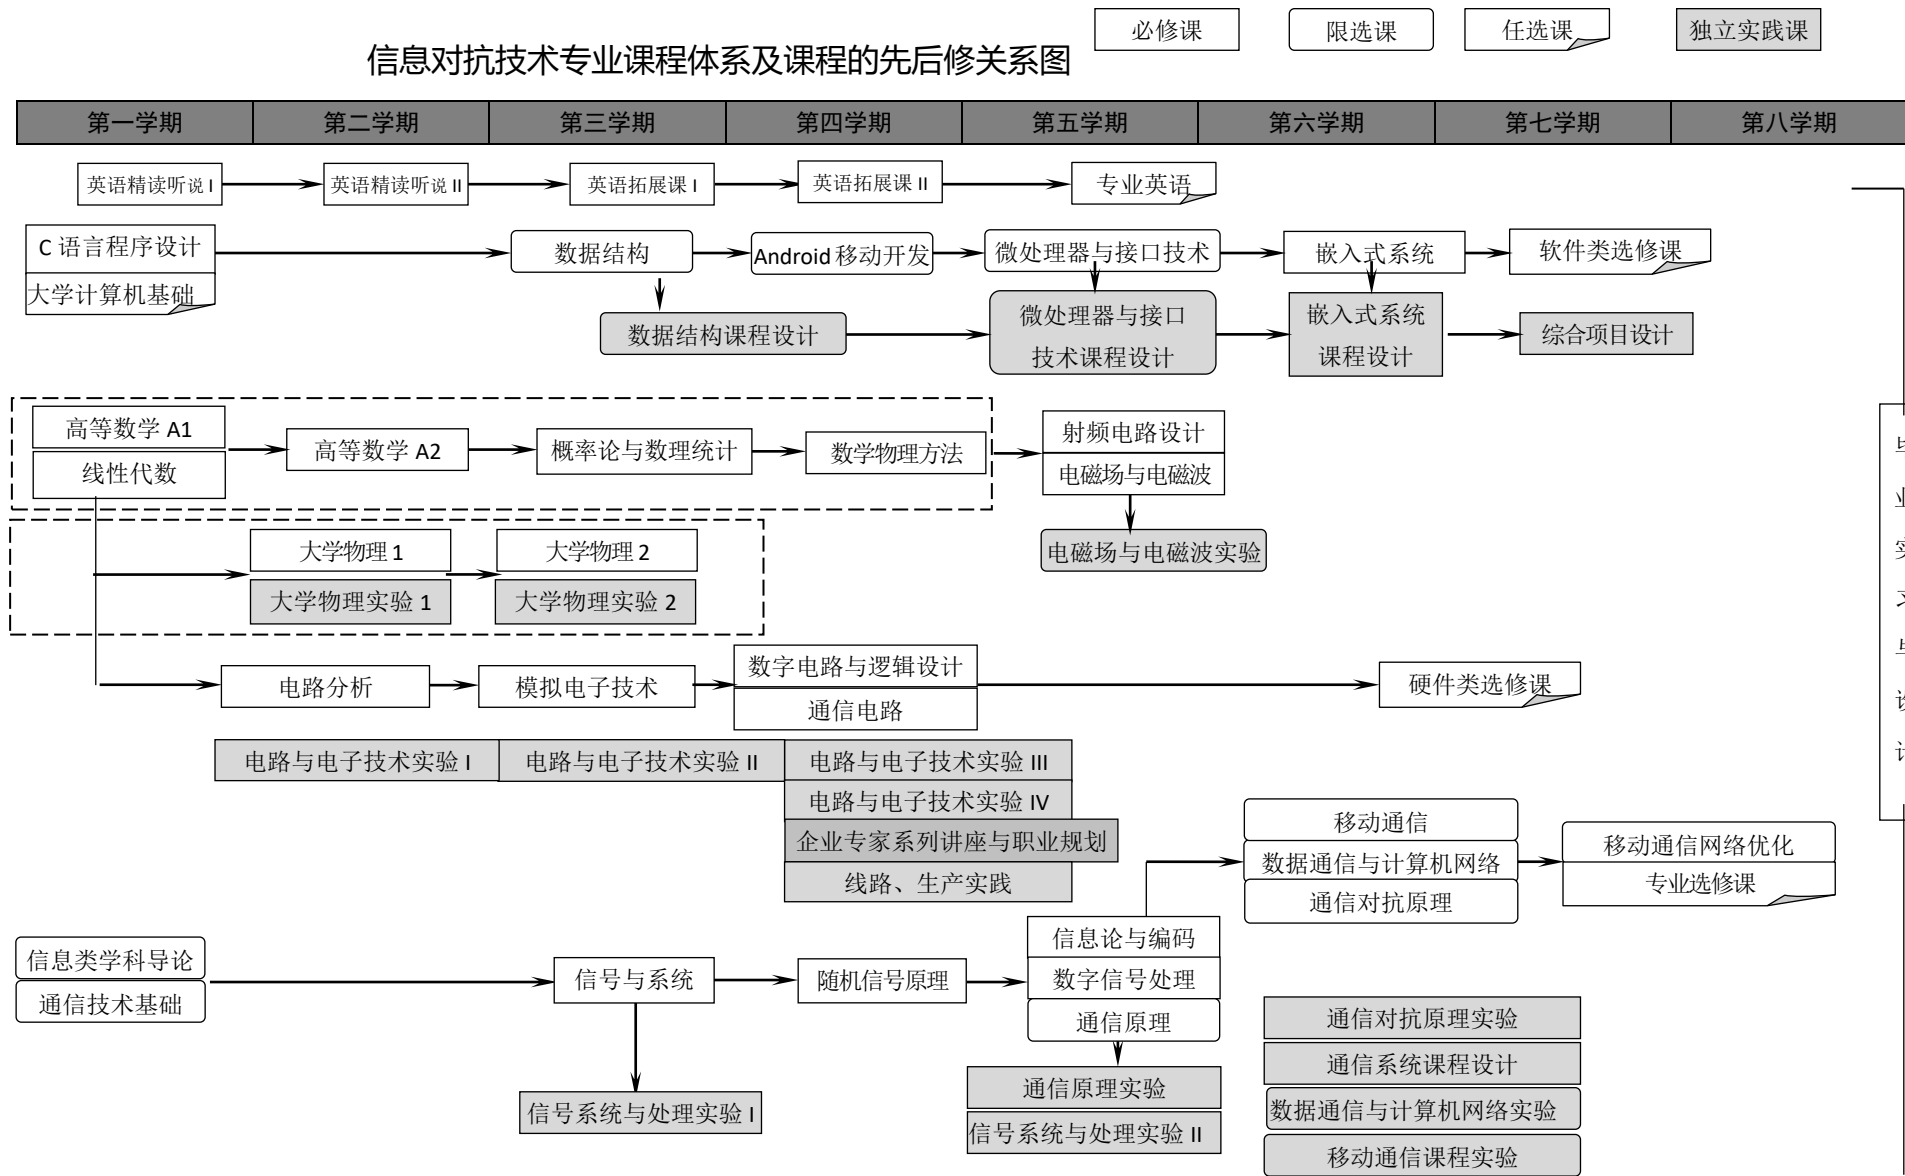 必修课
限选课
任选课
独立实践课
信息对抗技术专业课程体系及课程的先后修关系图
第一学期
第二学期
第三学期
第四学期
第五学期
第六学期
第七学期
第八学期
英语精读听说 I
英语精读听说 II
英语拓展课 I
英语拓展课 II
专业英语
C 语言程序设计
大学计算机基础
数据结构
Android 移动开发
微处理器与接口技术
嵌入式系统
软件类选修课
数据结构课程设计
微处理器与接口
技术课程设计
嵌入式系统
课程设计
综合项目设计
高等数学 A1
线性代数
高等数学 A2
概率论与数理统计
数学物理方法
射频电路设计
电磁场与电磁波
电磁场与电磁波实验
大学物理 1
大学物理 2
大学物理实验 1
大学物理实验 2
电路分析
模拟电子技术
数字电路与逻辑设计
通信电路
硬件类选修课
电路与电子技术实验 I
电路与电子技术实验 II
电路与电子技术实验 III
电路与电子技术实验 IV
企业专家系列讲座与职业规划
线路、生产实践
移动通信
数据通信与计算机网络
通信对抗原理
移动通信网络优化
专业选修课
信息类学科导论
通信技术基础
信号与系统
随机信号原理
信息论与编码
数字信号处理
通信原理
信号系统与处理实验 I
通信原理实验
信号系统与处理实验 II
通信对抗原理实验
通信系统课程设计
数据通信与计算机网络实验
移动通信课程实验
毕
业
实
习
与
设
计